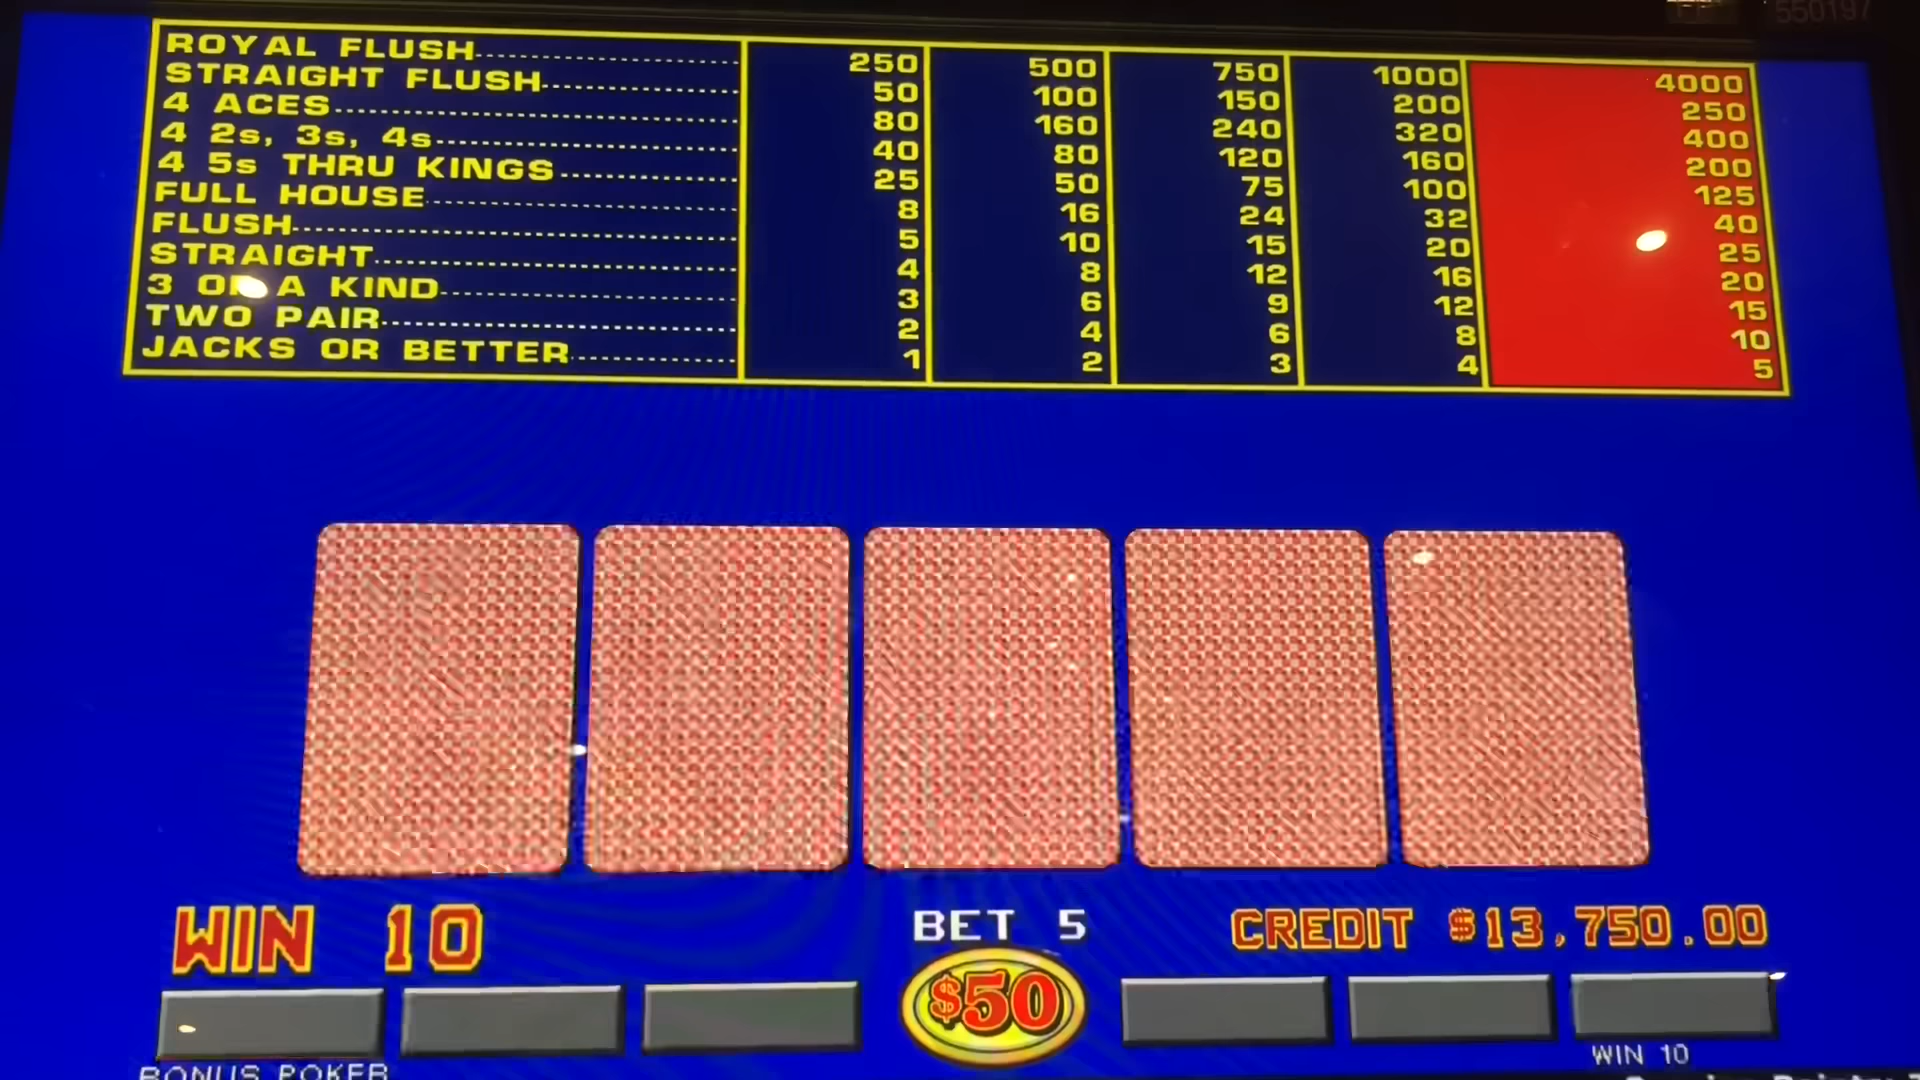 550197
ROYAL FLUSH 250 500 750 1000 4000
STRAIGHT FLUSH 50 100 150 200 250
4 ACES 80 160 240 320 400
4 2s, 3s, 4s 40 80 120 160 200
4 5s THRU KINGS 25 50 75 100 125
FULL HOUSE 8 16 24 32 40
FLUSH 5 10 15 20 25
STRAIGHT 4 8 12 16 20
3 OF A KIND 3 6 9 12 15
TWO PAIR 2 4 6 8 10
JACKS OR BETTER 1 2 3 4 5
WIN 10 BET 5 CREDIT $13,750.00
$50
WIN 10
BONUS POKER